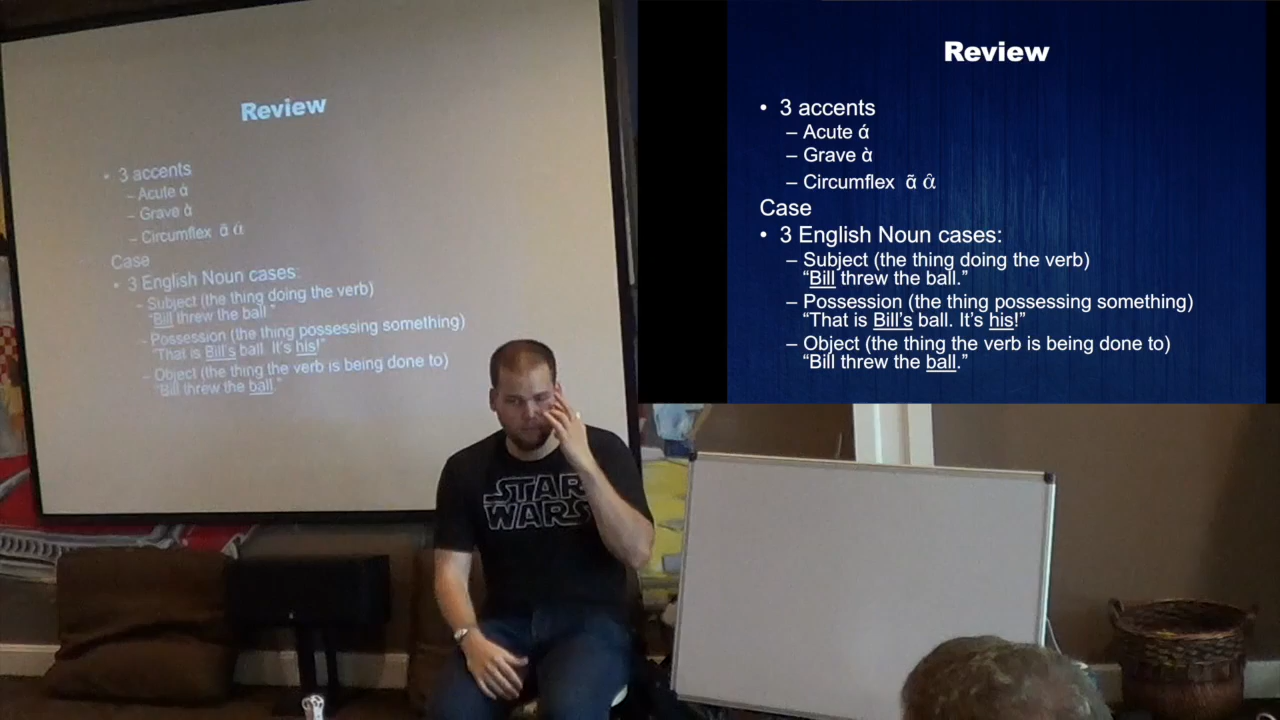 Review
• 3 accents
– Acute ά
– Grave ὰ
– Circumflex ᾶ α̂
Case
• 3 English Noun cases:
– Subject (the thing doing the verb)
"Bill threw the ball."
– Possession (the thing possessing something)
"That is Bill's ball. It's his!"
– Object (the thing the verb is being done to)
"Bill threw the ball."
STAR
WARS
Review
• 3 accents
– Acute ά
– Grave ὰ
– Circumflex ᾶ α̂
Case
• 3 English Noun cases:
– Subject (the thing doing the verb)
“Bill threw the ball.”
– Possession (the thing possessing something)
“That is Bill’s ball. It’s his!”
– Object (the thing the verb is being done to)
“Bill threw the ball.”